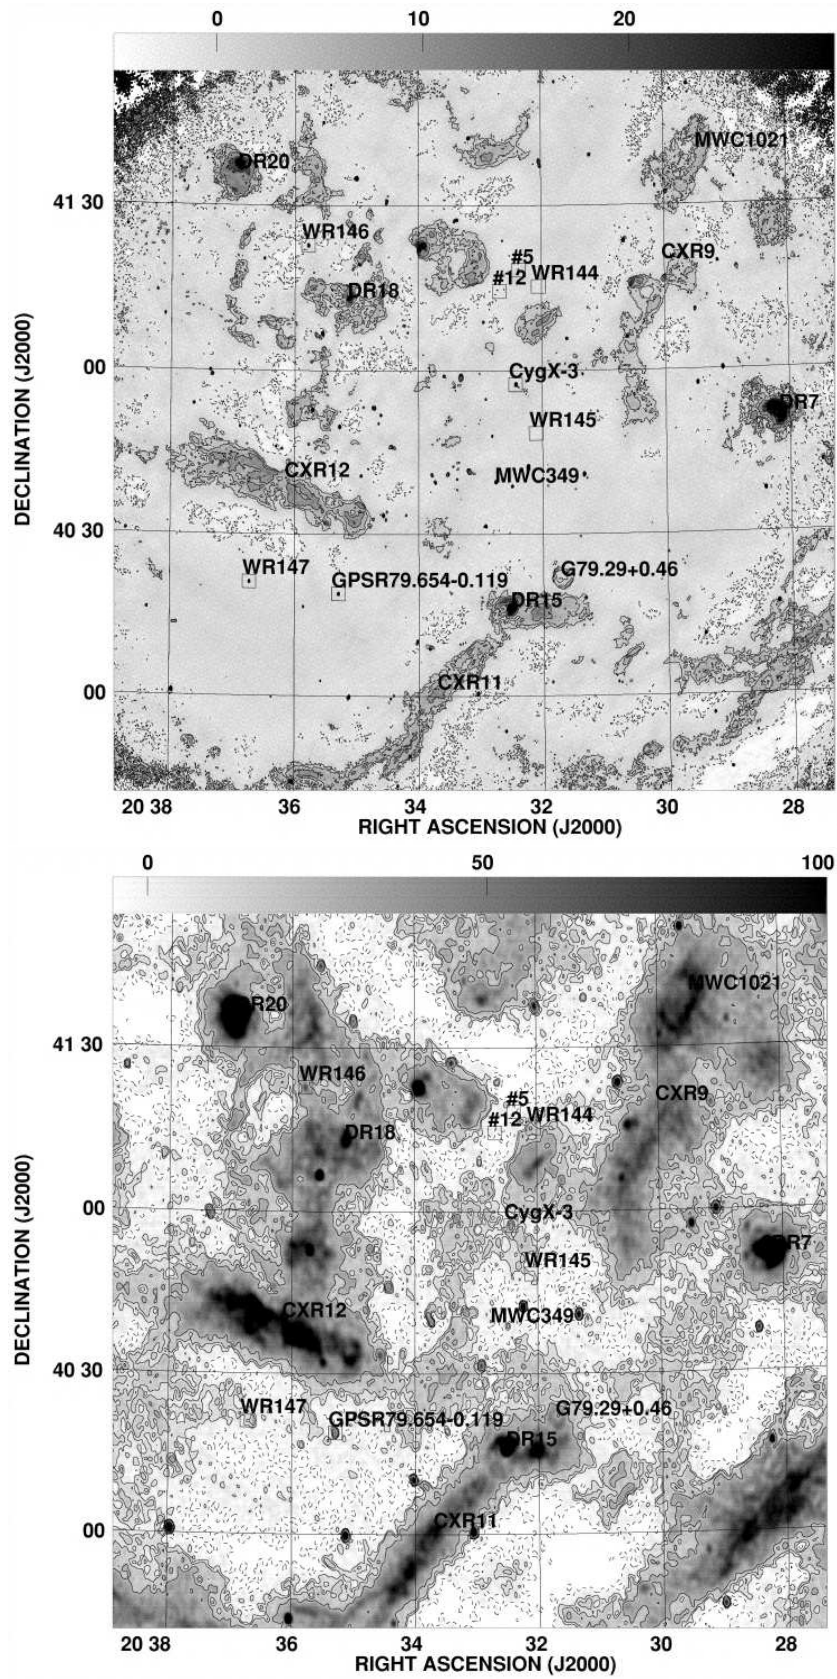 0 10 20
MWC1021
DR20
41 30
WR146
CXR9
#5
WR144
#12
DR18
00
CygX-3
DR7
WR145
CXR12
MWC349
40 30
WR147
G79.29+0.46
GPSR79.654-0.119
DR15
00
CXR11
DECLINATION (J2000)
20 38 36 34 32 30 28
RIGHT ASCENSION (J2000)
0 50 100
MWC1021
R20
41 30
WR146
CXR9
#5
#12
WR144
DR18
00
CygX-3
DR7
WR145
CXR12
MWC349
40 30
WR147
G79.29+0.46
GPSR79.654-0.119
DR15
00
CXR11
DECLINATION (J2000)
20 38 36 34 32 30 28
RIGHT ASCENSION (J2000)